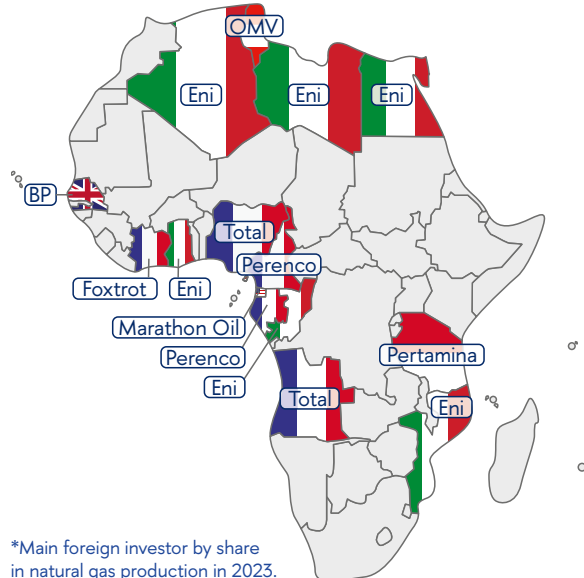 OMV
Eni
Eni
Eni
BP
Total
Perenco
Foxtrot
Eni
Marathon Oil
Perenco
Pertamina
Eni
Total
Eni
*Main foreign investor by share
in natural gas production in 2023.